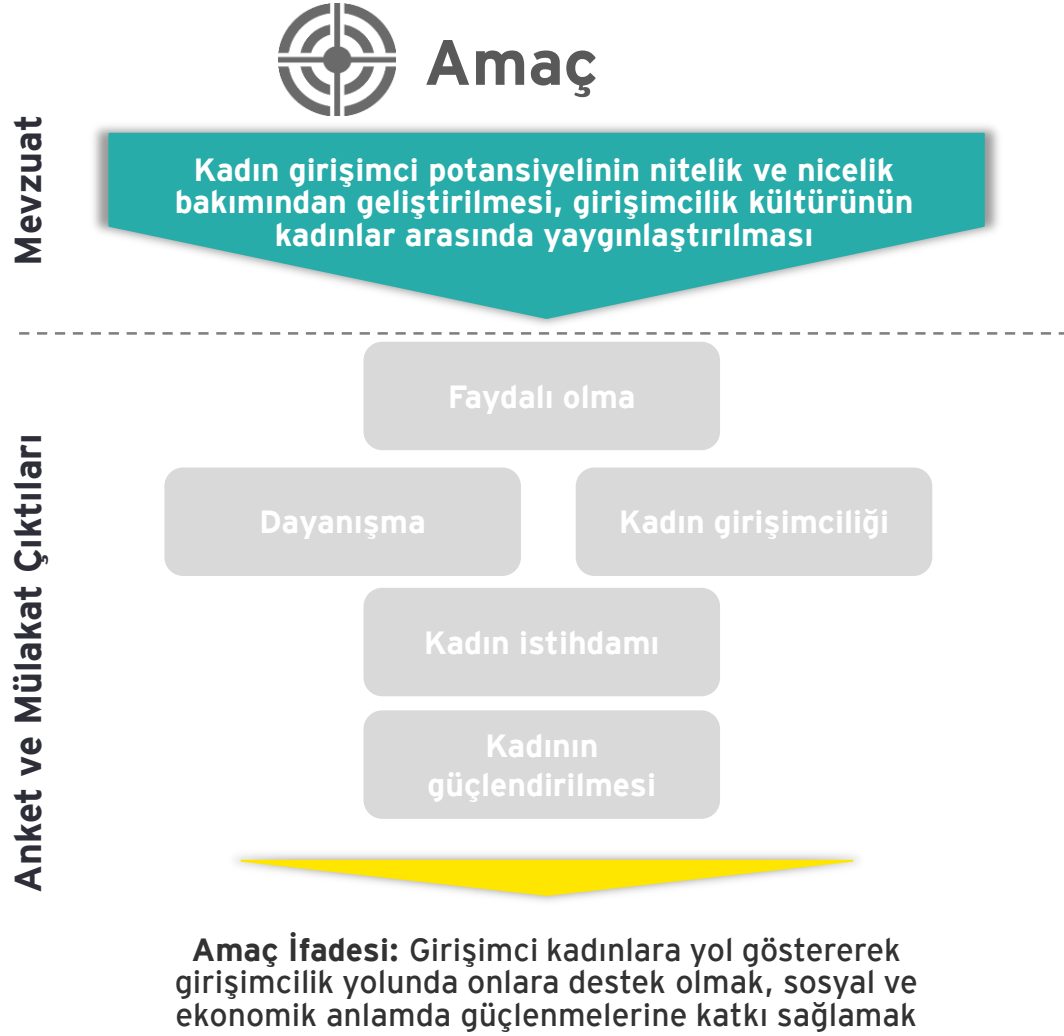 Amaç
Mevzuat
Kadın girişimci potansiyelinin nitelik ve nicelik
bakımından geliştirilmesi, girişimcilik kültürünün
kadınlar arasında yaygınlaştırılması
Anket ve Mülakat Çıktıları
Faydalı olma
Dayanışma
Kadın girişimciliği
Kadın istihdamı
Kadının
güçlendirilmesi
Amaç İfadesi: Girişimci kadınlara yol göstererek
girişimcilik yolunda onlara destek olmak, sosyal ve
ekonomik anlamda güçlenmelerine katkı sağlamak